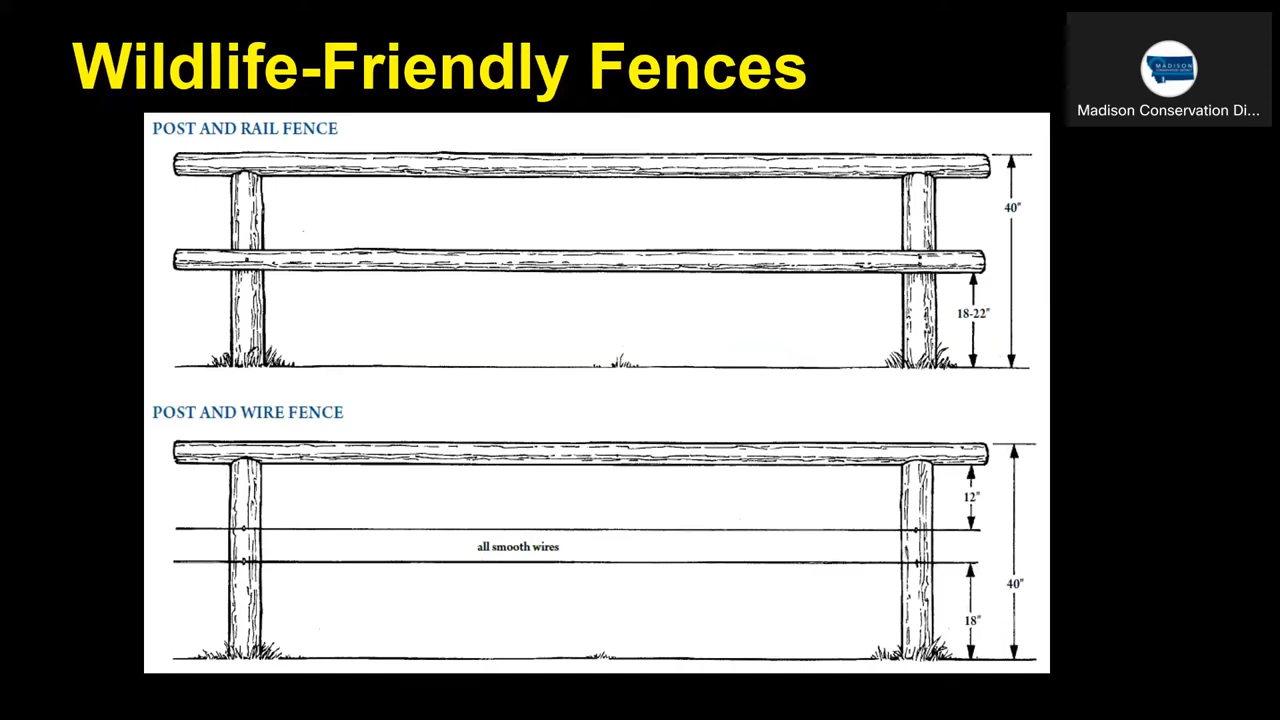 Wildlife-Friendly Fences
MADISON
Madison Conservation Di...
POST AND RAIL FENCE
40"
18-22"
POST AND WIRE FENCE
12"
all smooth wires
40"
18"